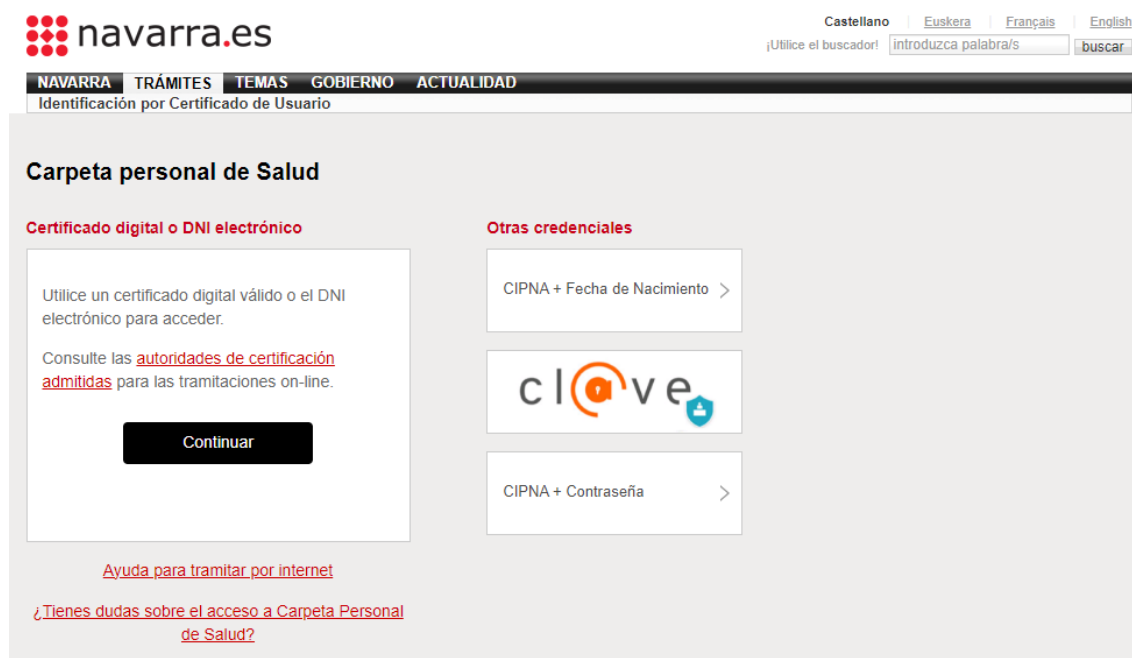 navarra.es
Castellano Euskera Français English
¡Utilice el buscador! introduzca palabra/s buscar
NAVARRA TRÁMITES TEMAS GOBIERNO ACTUALIDAD
Identificación por Certificado de Usuario
Carpeta personal de Salud
Certificado digital o DNI electrónico
Utilice un certificado digital válido o el DNI
electrónico para acceder.
Consulte las autoridades de certificación
admitidas para las tramitaciones on-line.
Continuar
Ayuda para tramitar por internet
¿Tienes dudas sobre el acceso a Carpeta Personal
de Salud?
Otras credenciales
CIPNA + Fecha de Nacimiento
cl@ve
CIPNA + Contraseña